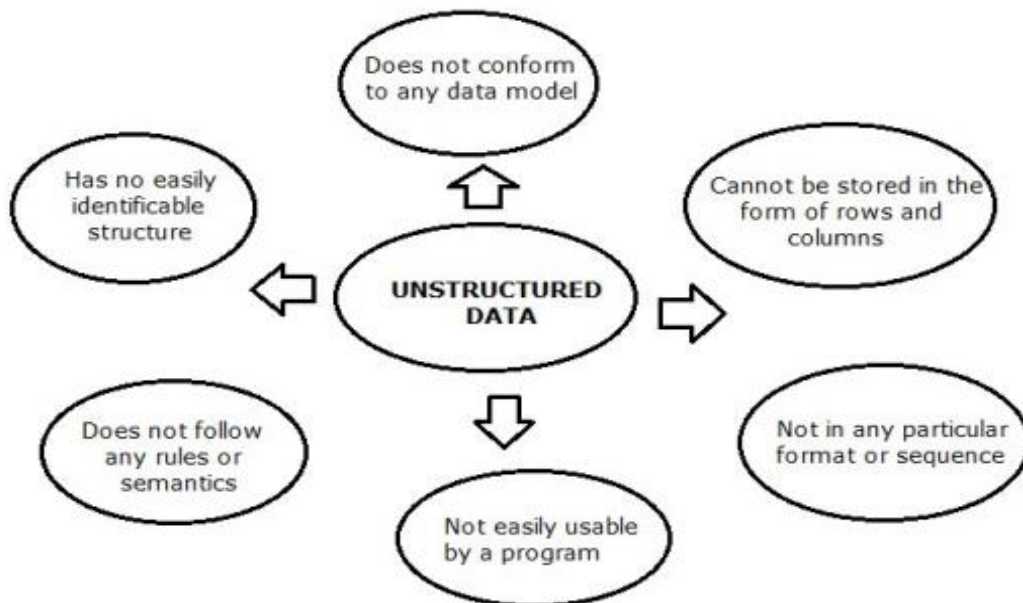 Does not conform
to any data model
Has no easily
identificable
structure
Cannot be stored in the
form of rows and
columns
UNSTRUCTURED
DATA
Does not follow
any rules or
semantics
Not in any particular
format or sequence
Not easily usable
by a program